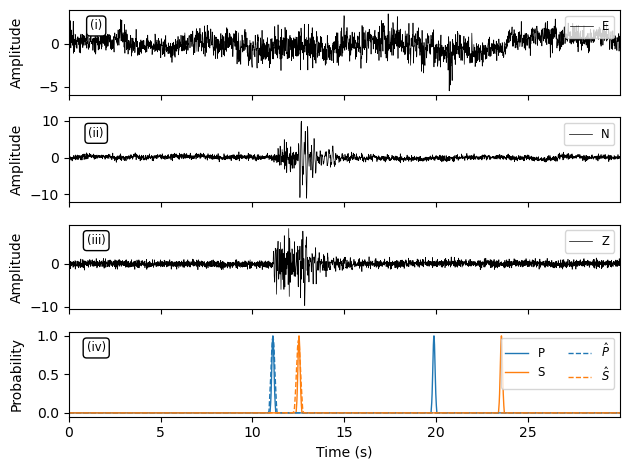 Amplitude
(i)
E
0
−5
Amplitude
(ii)
N
10
0
−10
Amplitude
(iii)
Z
0
−10
Probability
(iv)
P
S
P̂
Ŝ
1.0
0.5
0.0
0 5 10 15 20 25
Time (s)